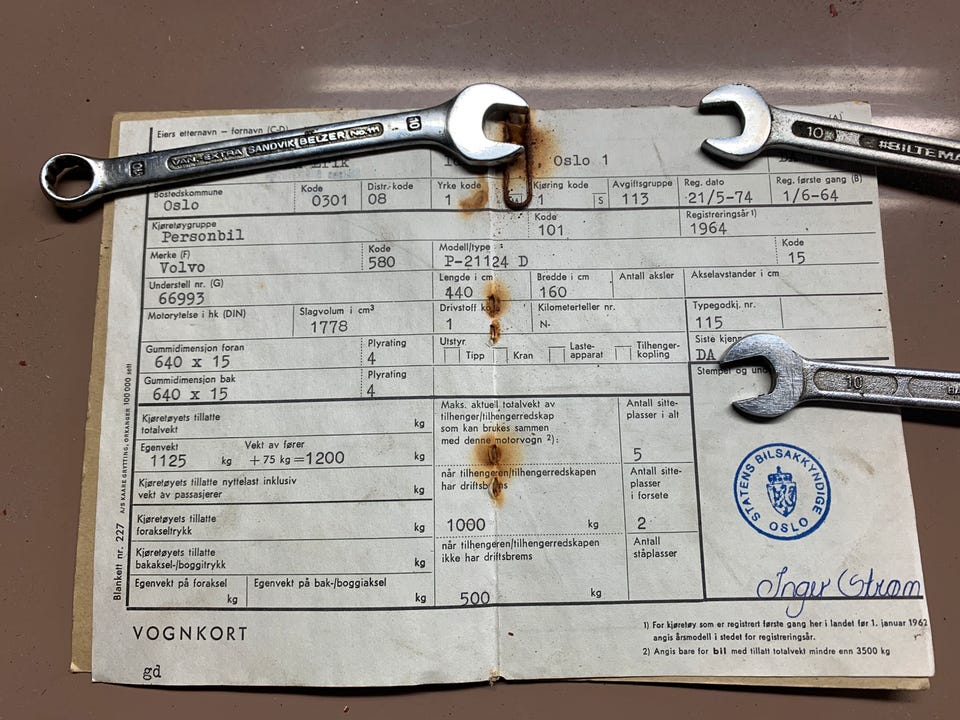 Eiers etternavn – fornavn (C-D)
(A)
10 VAN.-EXTRA SANDVIK BELZER No.111 10
10 #BILTEMA
Oslo 1
Bostedskommune Kode Distr.-kode Yrke kode Kjøring kode Avgiftsgruppe Reg. dato Reg. første gang (B)
Oslo 0301 08 1 1 S 113 21/5-74 1/6-64
Kjøretøygruppe Kode Registreringsår 1)
Personbil 101 1964
Merke (F) Kode Modell/type Kode
Volvo 580 P-21124 D 15
Understell nr. (G) Lengde i cm Bredde i cm Antall aksler Akselavstander i cm
66993 440 160
Motorytelse i hk (DIN) Slagvolum i cm³ Drivstoff Kilometerteller nr. Typegodkj. nr.
1778 1 N- 115
Gummidimensjon foran Plyrating Utstyr Siste
640 x 15 4 Tipp Kran Laste-apparat Tilhenger-kopling DA
Gummidimensjon bak Plyrating Stempel og
640 x 15 4
10
Kjøretøyets tillatte totalvekt kg
Maks. aktuell totalvekt av
tilhenger/tilhengerredskap
som kan brukes sammen
med denne motorvogn 2):
Antall sitte-
plasser i alt
5
Egenvekt Vekt av fører
1125 kg + 75 kg = 1200 kg
Kjøretøyets tillatte nyttelast inklusiv
vekt av passasjerer kg
når tilhengeren/tilhengerredskapen
har driftsbrems
1000 kg
Antall sitte-
plasser
i forsete
2
Kjøretøyets tillatte
forakseltrykk kg
Kjøretøyets tillatte
bakaksel-/boggitrykk kg
når tilhengeren/tilhengerredskapen
ikke har driftsbrems
500 kg
Antall
ståplasser
Egenvekt på foraksel kg Egenvekt på bak-/boggiaksel kg
STATENS BILSAKKYNDIGE
OSLO
Inger Strøm
Blankett nr. 227 A/S KAARE GRYTTING, ORKANGER 100 000 sett
VOGNKORT
gd
1) For kjøretøy som er registrert første gang her i landet før 1. januar 1962
angis årsmodell i stedet for registreringsår.
2) Angis bare for bil med tillatt totalvekt mindre enn 3500 kg